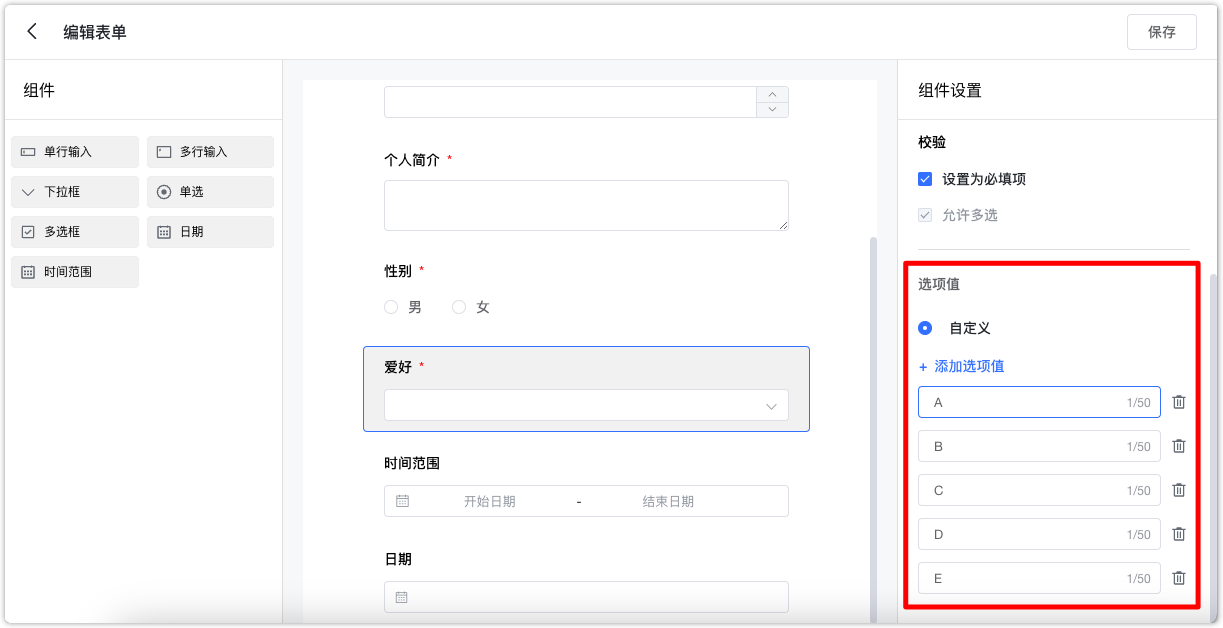 编辑表单
保存
组件
单行输入
多行输入
下拉框
单选
多选框
日期
时间范围
个人简介 *
性别 *
男
女
爱好 *
时间范围
开始日期 - 结束日期
日期
组件设置
校验
设置为必填项
允许多选
选项值
自定义
+ 添加选项值
A 1/50
B 1/50
C 1/50
D 1/50
E 1/50